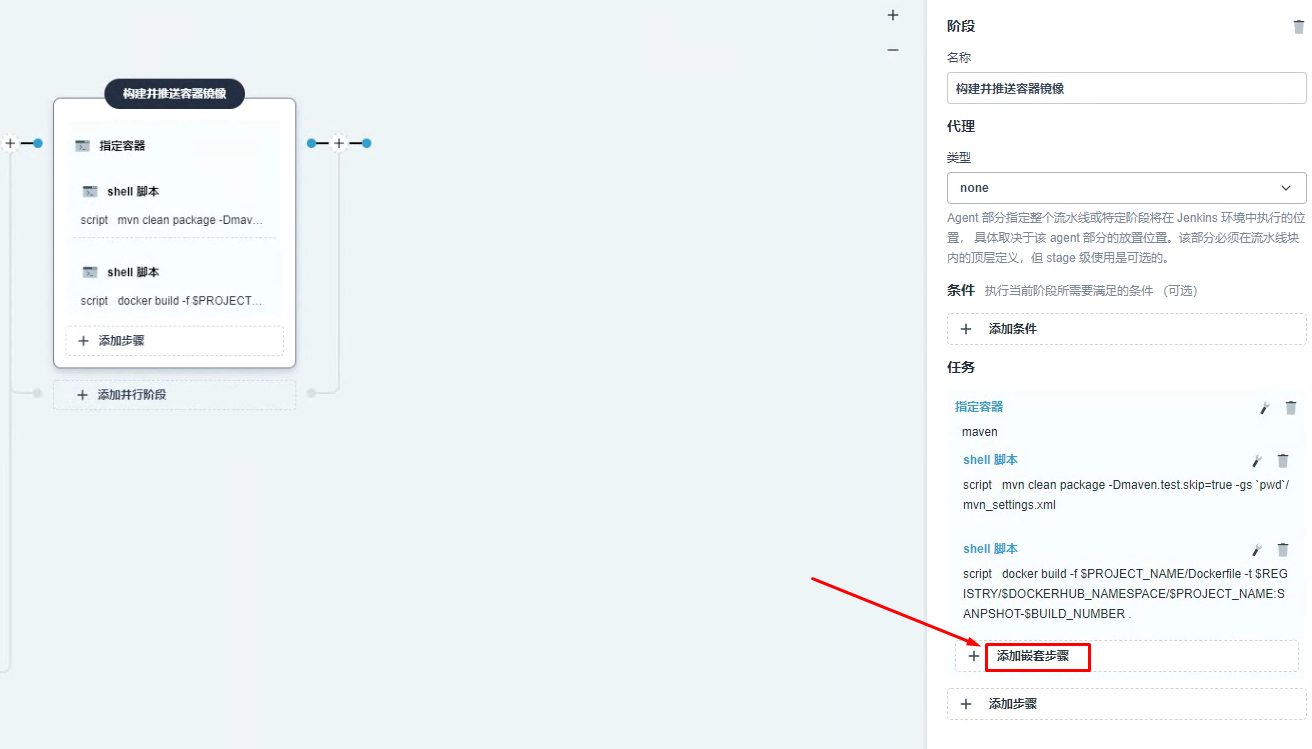 构建并推送容器镜像
指定容器
shell 脚本
script mvn clean package -Dmav...
shell 脚本
script docker build -f $PROJECT...
添加步骤
添加并行阶段
阶段
名称
构建并推送容器镜像
代理
类型
none
Agent 部分指定整个流水线或特定阶段将在 Jenkins 环境中执行的位
置， 具体取决于该 agent 部分的放置位置。该部分必须在流水线块
内的顶层定义，但 stage 级使用是可选的。
条件 执行当前阶段所需要满足的条件 （可选）
添加条件
任务
指定容器
maven
shell 脚本
script mvn clean package -Dmaven.test.skip=true -gs `pwd`/
mvn_settings.xml
shell 脚本
script docker build -f $PROJECT_NAME/Dockerfile -t $REG
ISTRY/$DOCKERHUB_NAMESPACE/$PROJECT_NAME:S
ANPSHOT-$BUILD_NUMBER .
添加嵌套步骤
添加步骤